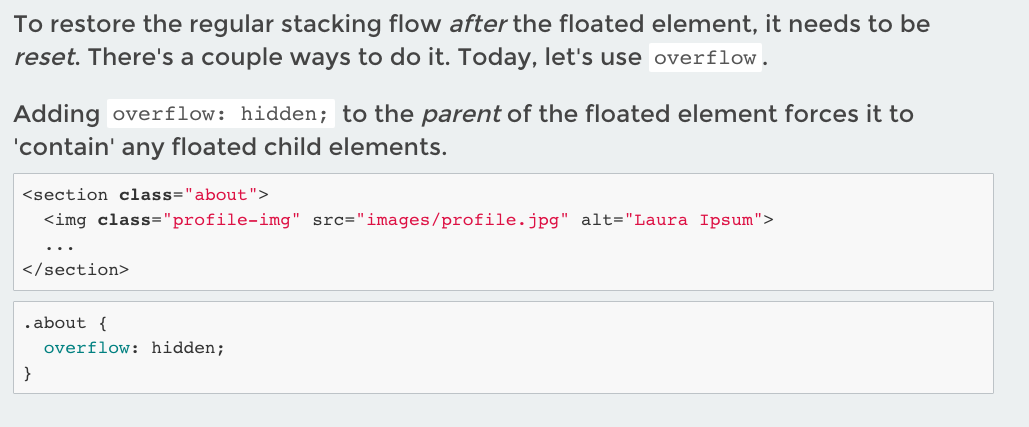 To restore the regular stacking flow after the floated element, it needs to be
reset. There's a couple ways to do it. Today, let's use overflow.
Adding overflow: hidden; to the parent of the floated element forces it to
'contain' any floated child elements.
<section class="about">
  <img class="profile-img" src="images/profile.jpg" alt="Laura Ipsum">
  ...
</section>
.about {
  overflow: hidden;
}